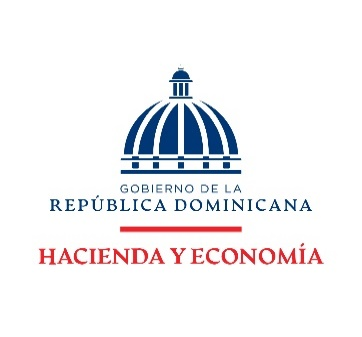 GOBIERNO DE LA
REPÚBLICA DOMINICANA
HACIENDA Y ECONOMÍA